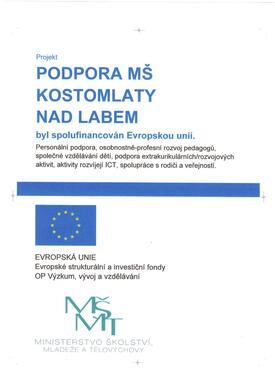 Projekt
PODPORA MŠ
KOSTOMLATY
NAD LABEM
byl spolufinancován Evropskou unií.
Personální podpora, osobnostně-profesní rozvoj pedagogů,
společné vzdělávání dětí, podpora extrakurikulárních/rozvojových
aktivit, aktivity rozvíjejí ICT, spolupráce s rodiči a veřejností.
EVROPSKÁ UNIE
Evropské strukturální a investiční fondy
OP Výzkum, vývoj a vzdělávání
MŠMT
MINISTERSTVO ŠKOLSTVÍ,
MLÁDEŽE A TĚLOVÝCHOVY